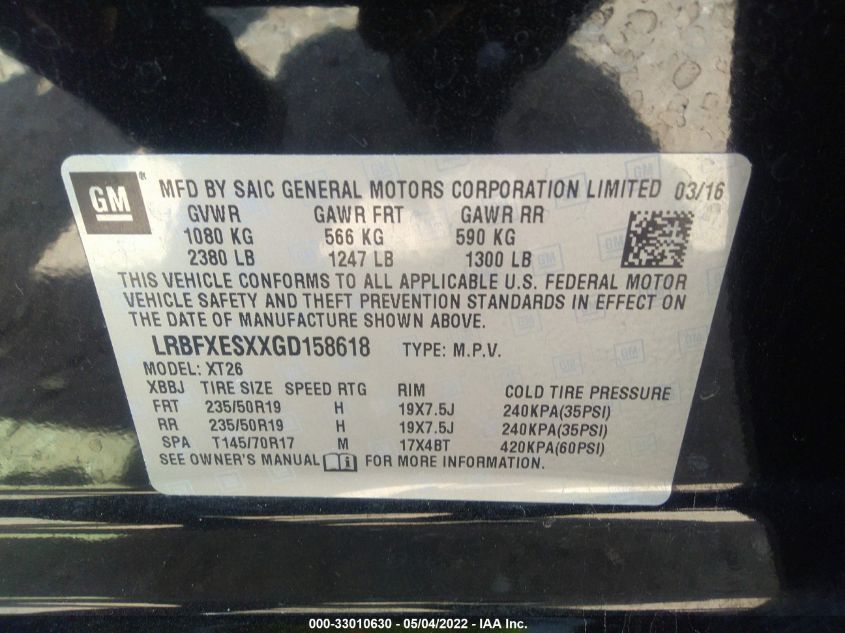 GM MFD BY SAIC GENERAL MOTORS CORPORATION LIMITED 03/16
GVWR GAWR FRT GAWR RR
1080 KG 566 KG 590 KG
2380 LB 1247 LB 1300 LB
THIS VEHICLE CONFORMS TO ALL APPLICABLE U.S. FEDERAL MOTOR
VEHICLE SAFETY AND THEFT PREVENTION STANDARDS IN EFFECT ON
THE DATE OF MANUFACTURE SHOWN ABOVE.
LRBFXESXXGD158618 TYPE: M.P.V.
MODEL: XT26
XBBJ TIRE SIZE SPEED RTG RIM COLD TIRE PRESSURE
FRT 235/50R19 H 19X7.5J 240KPA(35PSI)
RR 235/50R19 H 19X7.5J 240KPA(35PSI)
SPA T145/70R17 M 17X4BT 420KPA(60PSI)
SEE OWNER'S MANUAL FOR MORE INFORMATION.
000-33010630 - 05/04/2022 - IAA Inc.